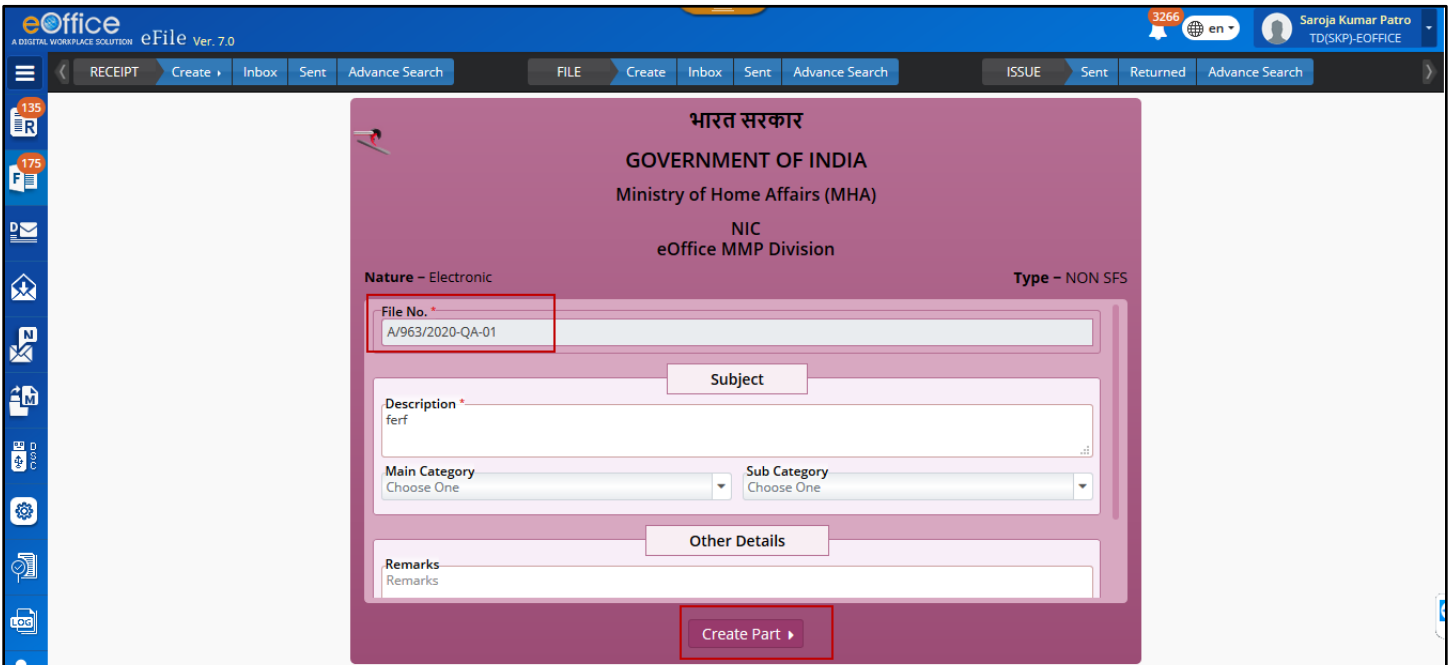 eOffice
A DIGITAL WORKPLACE SOLUTION eFile Ver. 7.0
3266
en
Saroja Kumar Patro
TD(SKP)-EOFFICE
RECEIPT Create Inbox Sent Advance Search FILE Create Inbox Sent Advance Search ISSUE Sent Returned Advance Search
135
R
175
F
D
N
M
DSC
LOG
भारत सरकार
GOVERNMENT OF INDIA
Ministry of Home Affairs (MHA)
NIC
eOffice MMP Division
Nature – Electronic Type – NON SFS
File No. *
A/963/2020-QA-01
Subject
Description *
ferf
Main Category Sub Category
Choose One Choose One
Other Details
Remarks
Remarks
Create Part